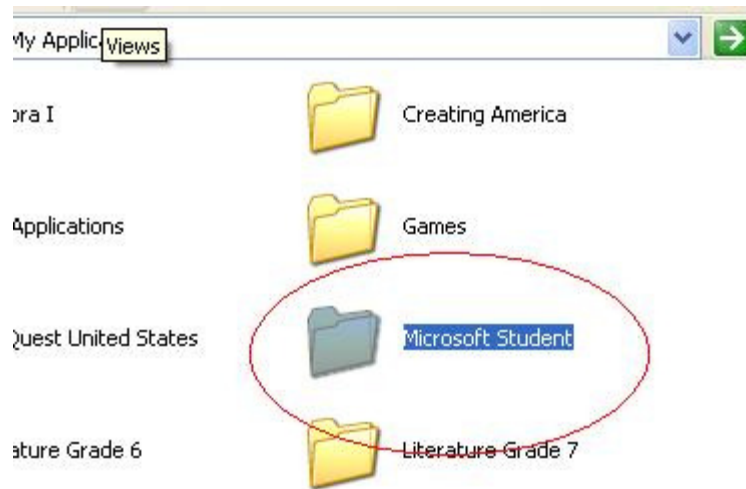 My Applic
Views
ora I
Creating America
Applications
Games
Quest United States
Microsoft Student
ature Grade 6
Literature Grade 7